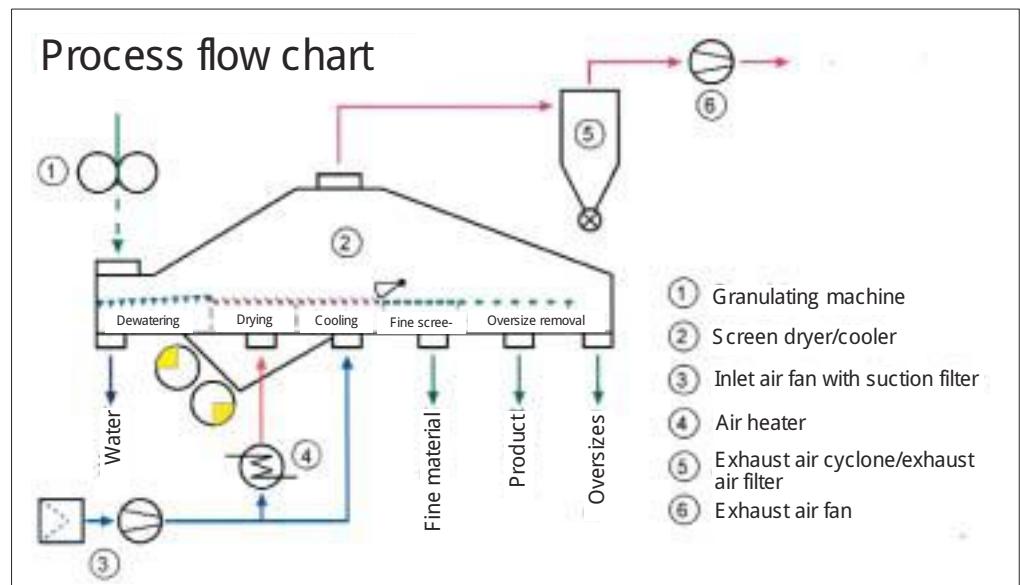 Process flow chart
6
5
1
2
Dewatering
Drying
Cooling
Fine scree-
Oversize removal
Water
4
Fine material
Product
Oversizes
3
1 Granulating machine
2 Screen dryer/cooler
3 Inlet air fan with suction filter
4 Air heater
5 Exhaust air cyclone/exhaust
air filter
6 Exhaust air fan